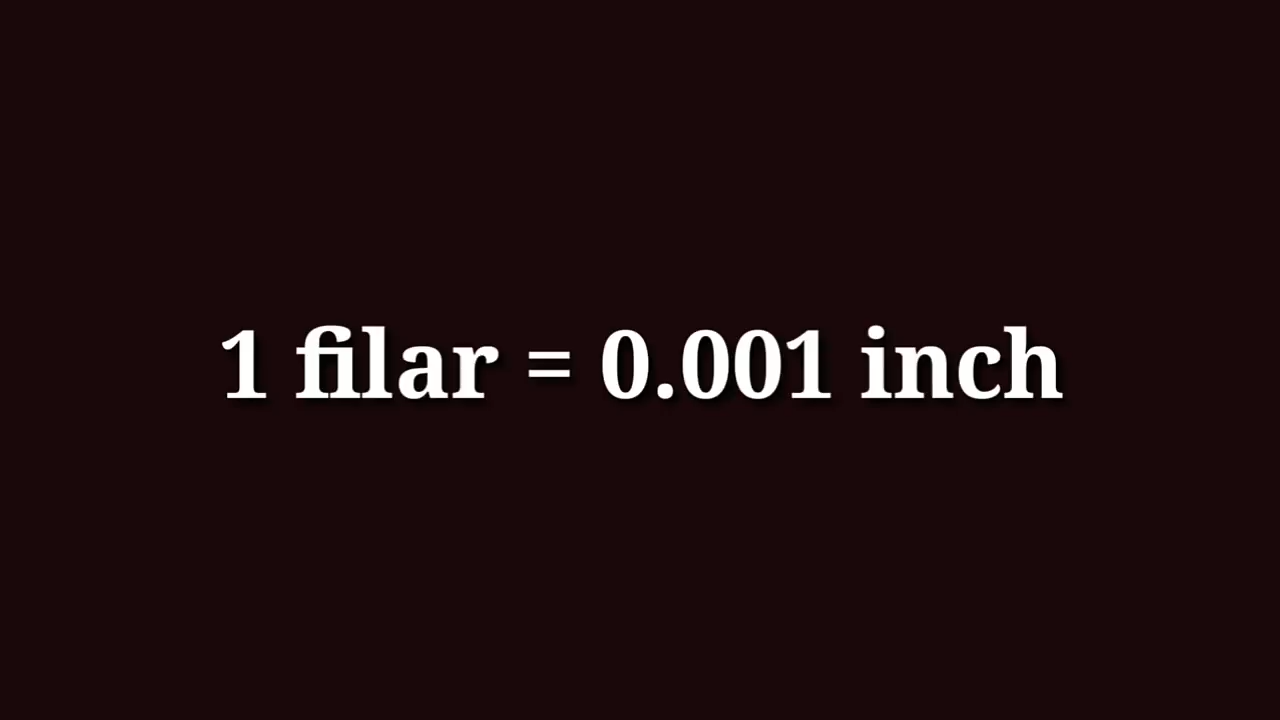 1 filar = 0.001 inch